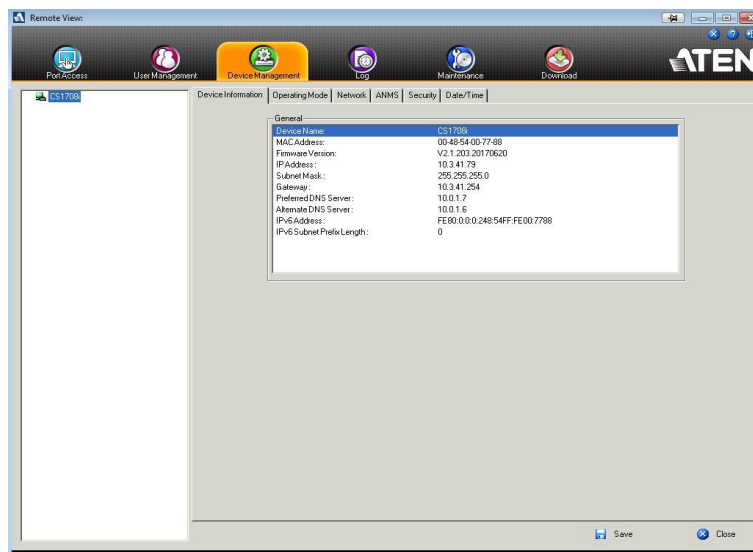 Remote View:
PortAccess User Management Device Management Log Maintenance Download ATEN
CS1708i
Device Information Operating Mode Network ANMS Security Date/Time
General
Device Name: CS1708i
MAC Address: 00-48-54-00-77-88
Firmware Version: V2.1.203.20170620
IP Address : 10.3.41.79
Subnet Mask : 255.255.255.0
Gateway : 10.3.41.254
Preferred DNS Server : 10.0.1.7
Alternate DNS Server : 10.0.1.6
IPv6 Address : FE80:0:0:0:248:54FF:FE00:7788
IPv6 Subnet Prefix Length : 0
Save Close